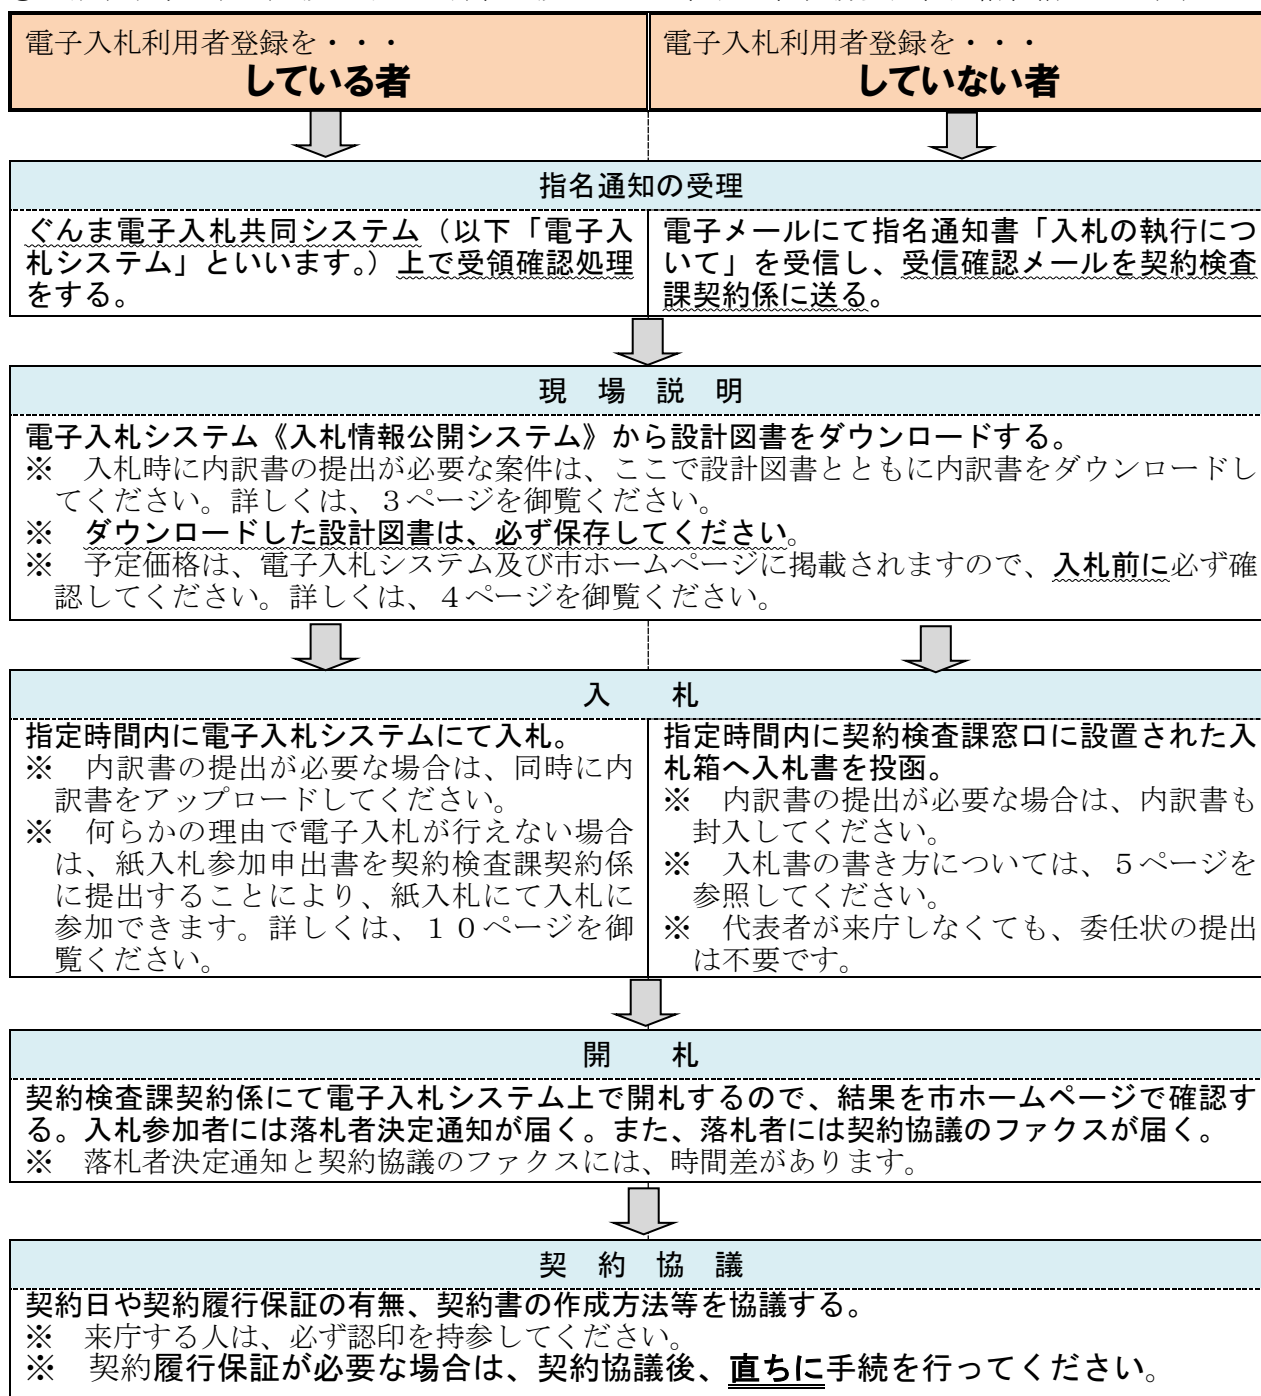 電子入札利用者登録を・・・
している者
電子入札利用者登録を・・・
していない者
指名通知の受理
ぐんま電子入札共同システム（以下「電子入
札システム」といいます。）上で受領確認処理
をする。
電子メールにて指名通知書「入札の執行につ
いて」を受信し、受信確認メールを契約検査
課契約係に送る。
現　場　説　明
電子入札システム《入札情報公開システム》から設計図書をダウンロードする。
※　入札時に内訳書の提出が必要な案件は、ここで設計図書とともに内訳書をダウンロードし
てください。詳しくは、３ページを御覧ください。
※　ダウンロードした設計図書は、必ず保存してください。
※　予定価格は、電子入札システム及び市ホームページに掲載されますので、入札前に必ず確
認してください。詳しくは、４ページを御覧ください。
入　　札
指定時間内に電子入札システムにて入札。
※　内訳書の提出が必要な場合は、同時に内
訳書をアップロードしてください。
※　何らかの理由で電子入札が行えない場合
は、紙入札参加申出書を契約検査課契約係
に提出することにより、紙入札にて入札に
参加できます。詳しくは、１０ページを御
覧ください。
指定時間内に契約検査課窓口に設置された入
札箱へ入札書を投函。
※　内訳書の提出が必要な場合は、内訳書も
封入してください。
※　入札書の書き方については、５ページを
参照してください。
※　代表者が来庁しなくても、委任状の提出
は不要です。
開　　札
契約検査課契約係にて電子入札システム上で開札するので、結果を市ホームページで確認す
る。入札参加者には落札者決定通知が届く。また、落札者には契約協議のファクスが届く。
※　落札者決定通知と契約協議のファクスには、時間差があります。
契　約　協　議
契約日や契約履行保証の有無、契約書の作成方法等を協議する。
※　来庁する人は、必ず認印を持参してください。
※　契約履行保証が必要な場合は、契約協議後、直ちに手続を行ってください。